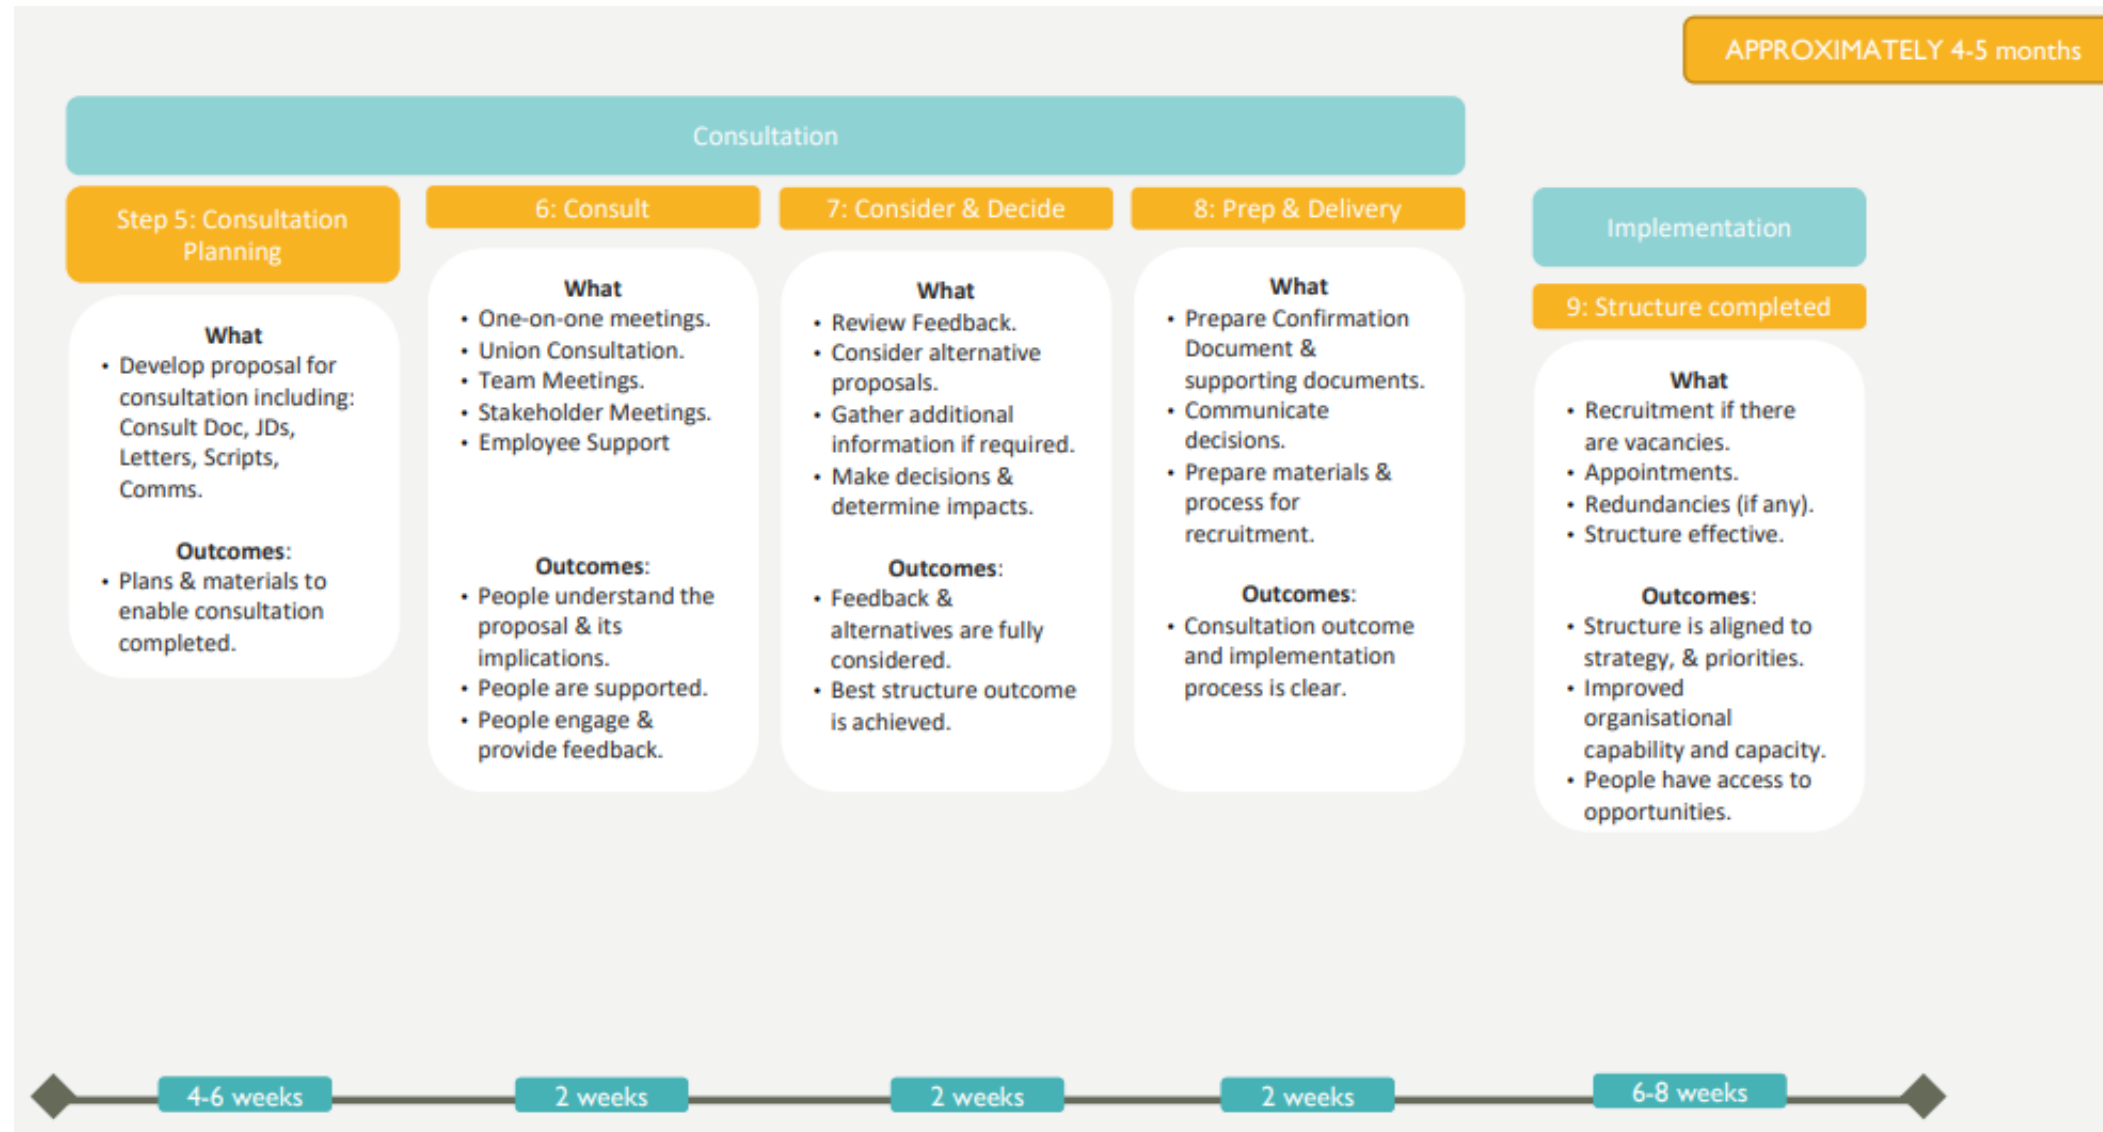 APPROXIMATELY 4-5 months
Consultation
Step 5: Consultation
Planning
What
• Develop proposal for
consultation including:
Consult Doc, JDs,
Letters, Scripts,
Comms.
Outcomes:
• Plans & materials to
enable consultation
completed.
6: Consult
What
• One-on-one meetings.
• Union Consultation.
• Team Meetings.
• Stakeholder Meetings.
• Employee Support
Outcomes:
• People understand the
proposal & its
implications.
• People are supported.
• People engage &
provide feedback.
7: Consider & Decide
What
• Review Feedback.
• Consider alternative
proposals.
• Gather additional
information if required.
• Make decisions &
determine impacts.
Outcomes:
• Feedback &
alternatives are fully
considered.
• Best structure outcome
is achieved.
8: Prep & Delivery
What
• Prepare Confirmation
Document &
supporting documents.
• Communicate
decisions.
• Prepare materials &
process for
recruitment.
Outcomes:
• Consultation outcome
and implementation
process is clear.
Implementation
9: Structure completed
What
• Recruitment if there
are vacancies.
• Appointments.
• Redundancies (if any).
• Structure effective.
Outcomes:
• Structure is aligned to
strategy, & priorities.
• Improved
organisational
capability and capacity.
• People have access to
opportunities.
4-6 weeks
2 weeks
2 weeks
2 weeks
6-8 weeks